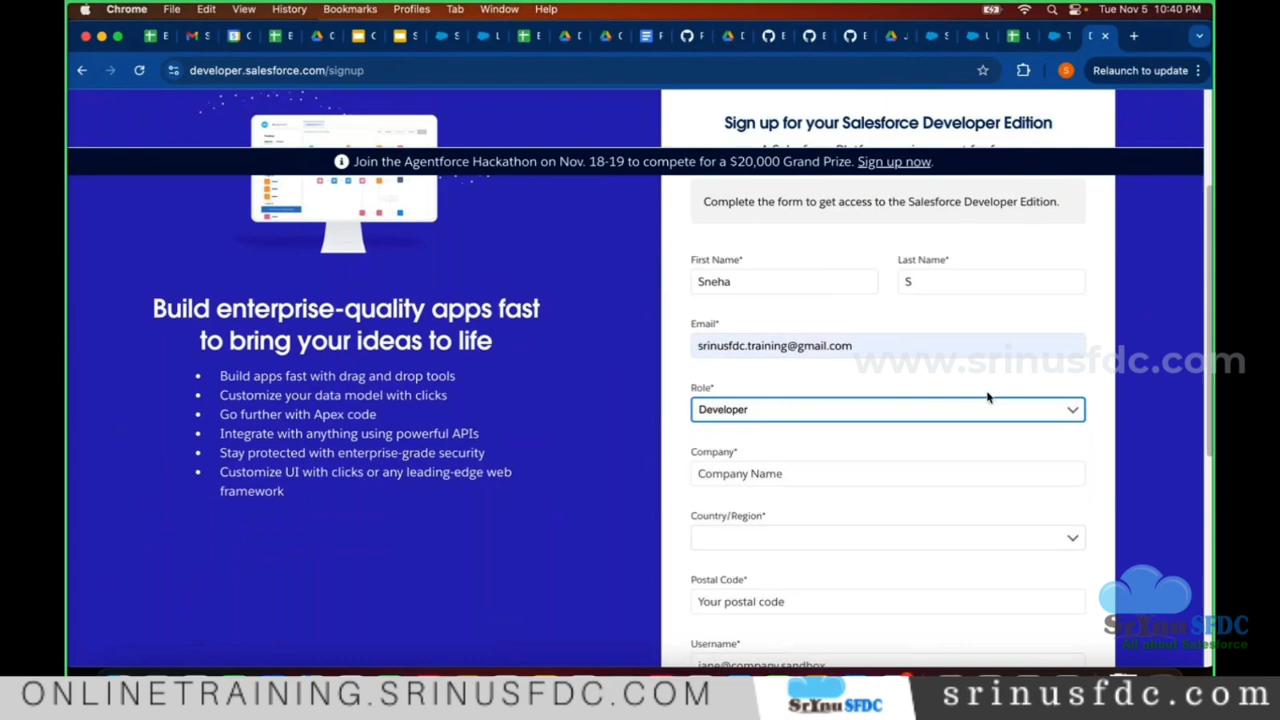 Chrome File Edit View History Bookmarks Profiles Tab Window Help Tue Nov 5 10:40 PM
developer.salesforce.com/signup
S
Relaunch to update
Sign up for your Salesforce Developer Edition
Join the Agentforce Hackathon on Nov. 18-19 to compete for a $20,000 Grand Prize. Sign up now.
Complete the form to get access to the Salesforce Developer Edition.
First Name* Last Name*
Sneha S
Email*
srinusfdc.training@gmail.com
www.srinusfdc.com
Role*
Developer
Company*
Company Name
Country/Region*
Postal Code*
Your postal code
Username*
jane@company.sandbox
Build enterprise-quality apps fast
to bring your ideas to life
• Build apps fast with drag and drop tools
• Customize your data model with clicks
• Go further with Apex code
• Integrate with anything using powerful APIs
• Stay protected with enterprise-grade security
• Customize UI with clicks or any leading-edge web
framework
SrYnu SFDC
All about Salesforce
ONLINETRAINING.SRINUSFDC.COM
SrYnu SFDC
srinusfdc.com